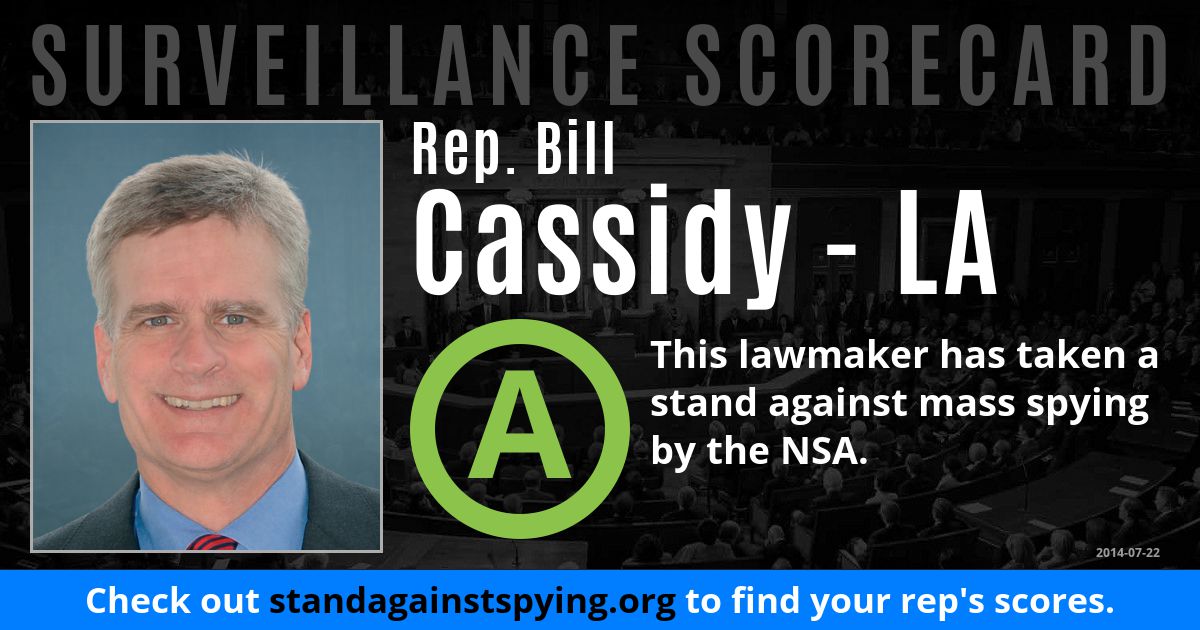 SURVEILLANCE SCORECARD
Rep. Bill
Cassidy - LA
A
This lawmaker has taken a
stand against mass spying
by the NSA.
2014-07-22
Check out standagainstspying.org to find your rep's scores.